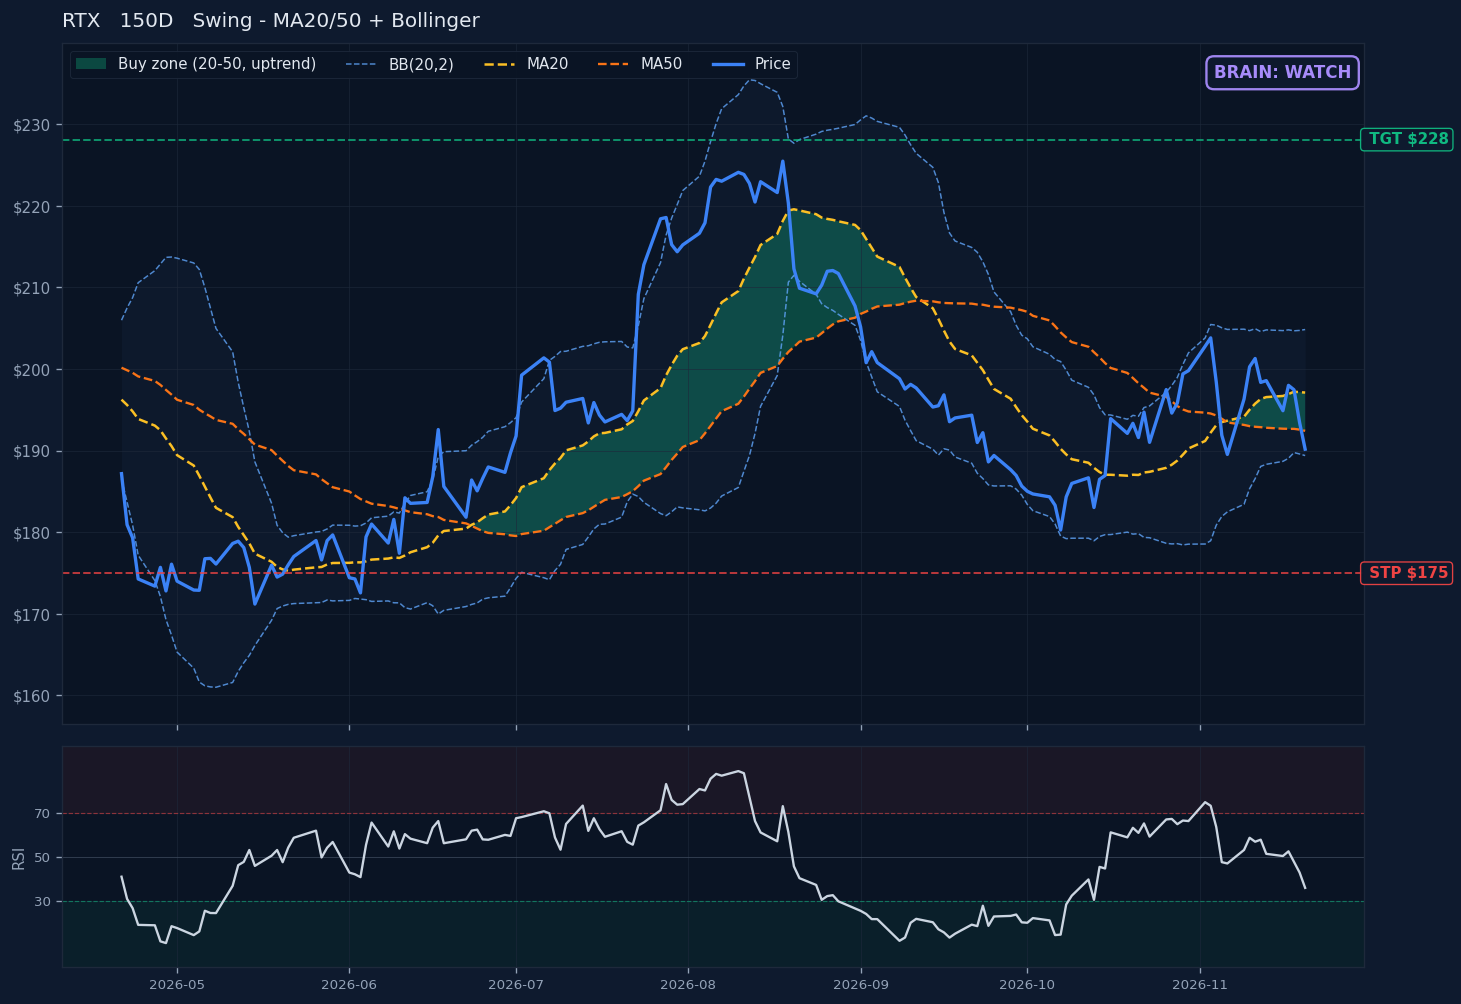 RTX   150D   Swing - MA20/50 + Bollinger
Buy zone (20-50, uptrend)   BB(20,2)   MA20   MA50   Price
BRAIN: WATCH
$230
TGT $228
$220
$210
$200
$190
$180
STP $175
$170
$160
70
50
30
RSI
2026-05   2026-06   2026-07   2026-08   2026-09   2026-10   2026-11